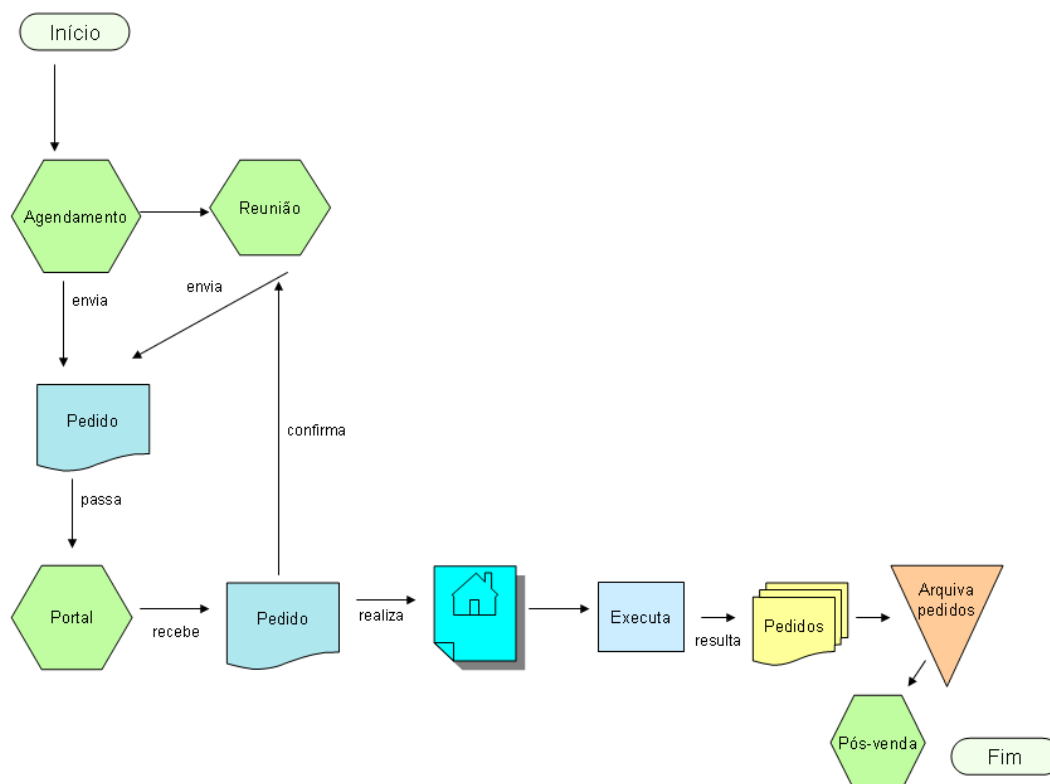 Início
Agendamento
Reunião
envia
envia
Pedido
confirma
passa
Portal
recebe
Pedido
realiza
Executa
resulta
Pedidos
Arquiva
pedidos
Pós-venda
Fim